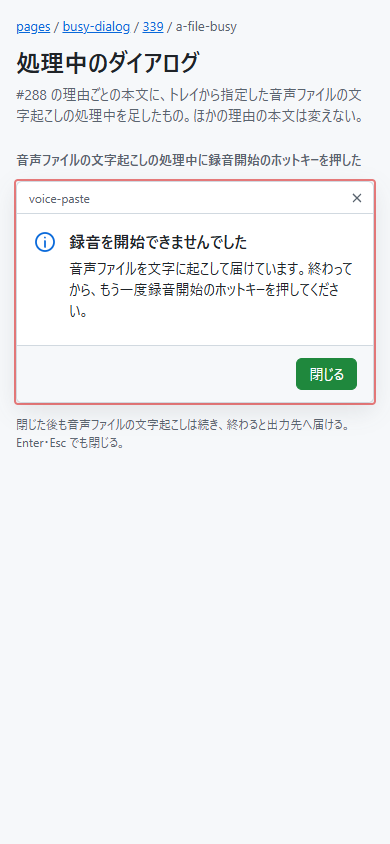 pages / busy-dialog / 339 / a-file-busy
処理中のダイアログ
#288 の理由ごとの本文に、トレイから指定した音声ファイルの文
字起こしの処理中を足したもの。ほかの理由の本文は変えない。
音声ファイルの文字起こしの処理中に録音開始のホットキーを押した
voice-paste
録音を開始できませんでした
音声ファイルを文字に起こして届けています。終わって
から、もう一度録音開始のホットキーを押してくださ
い。
閉じる
閉じた後も音声ファイルの文字起こしは続き、終わると出力先へ届ける。
Enter・Esc でも閉じる。